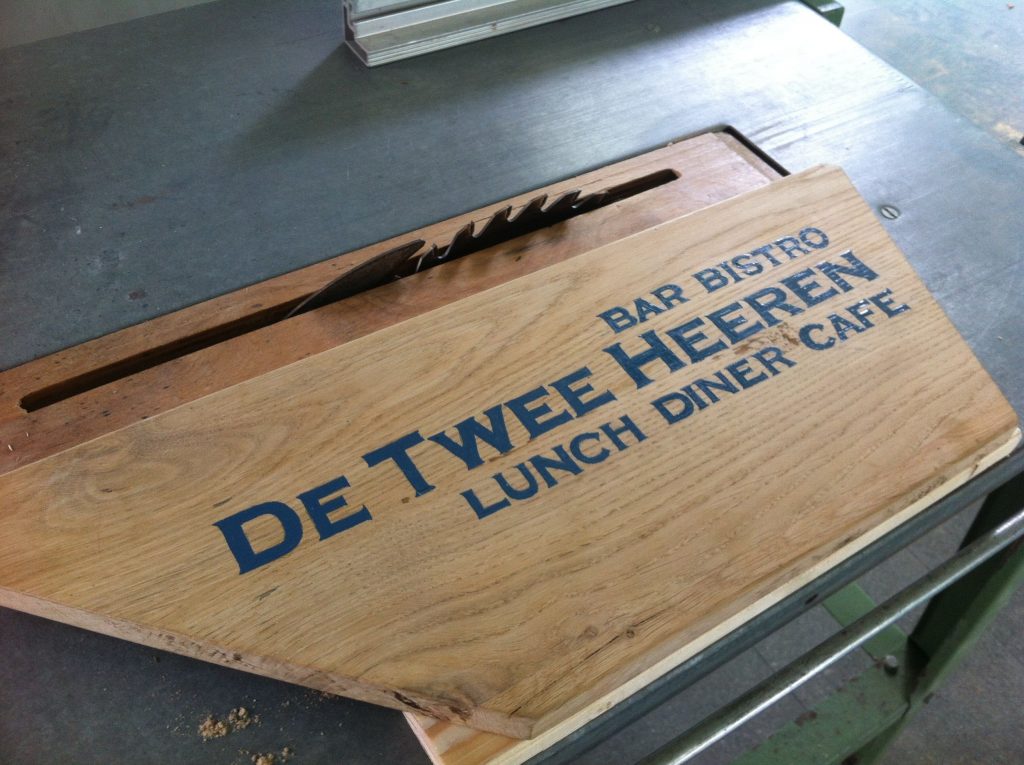 BAR BISTRO
DE TWEE HEEREN
LUNCH DINER CAFE